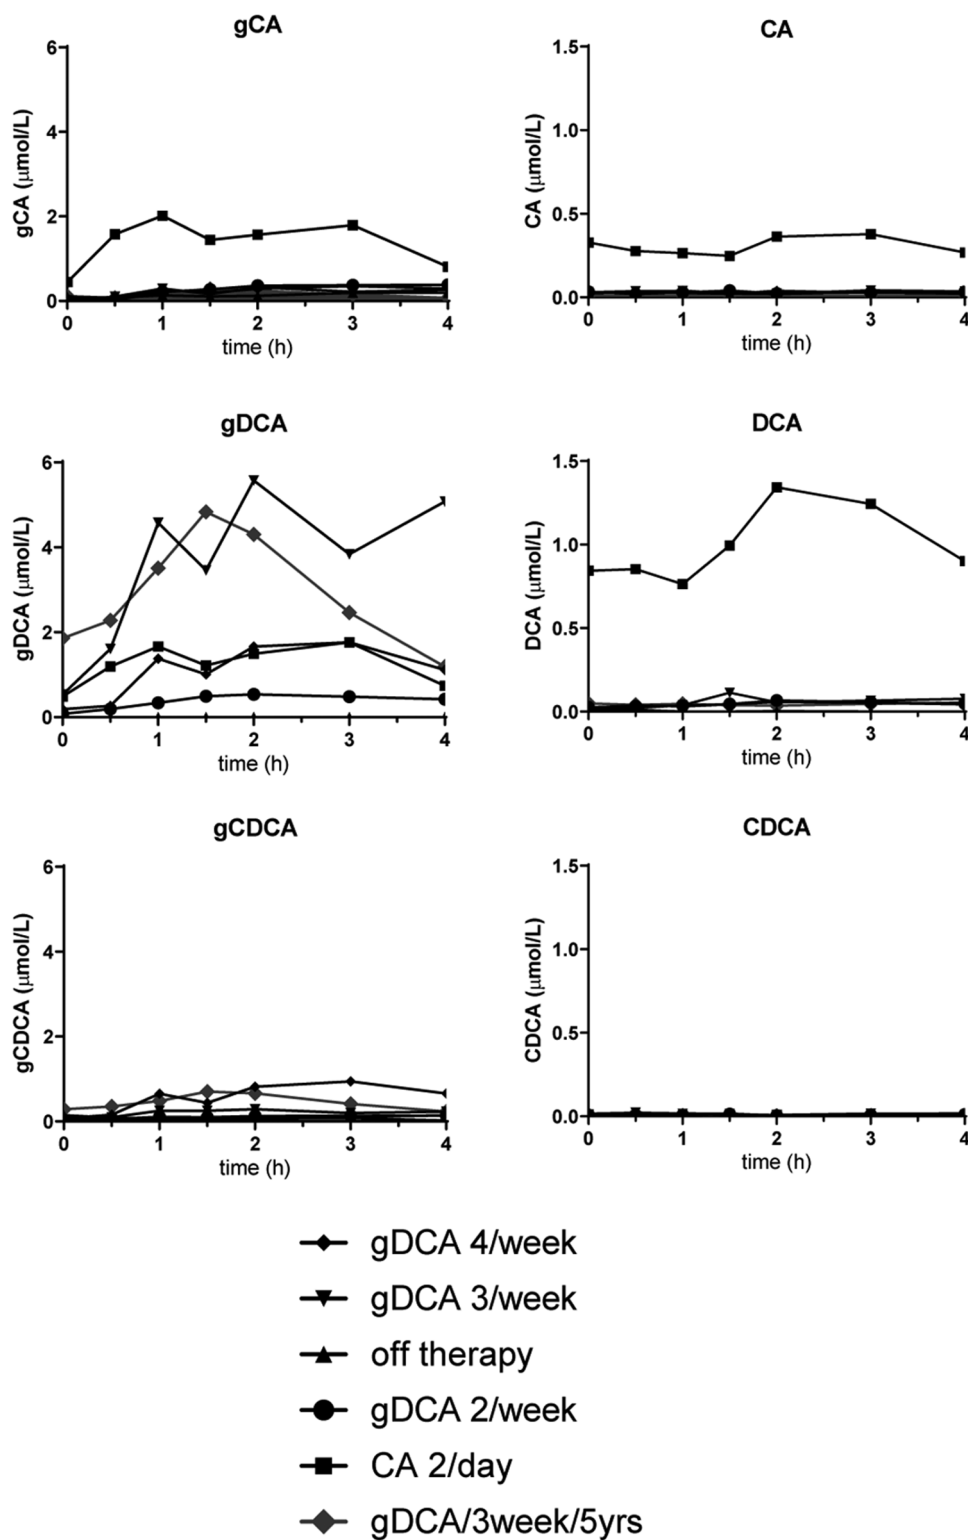 gCA
6
4
2
0
gCA (μmol/L)
0 1 2 3 4
time (h)
CA
1.5
1.0
0.5
0.0
CA (μmol/L)
0 1 2 3 4
time (h)
gDCA
6
4
2
0
gDCA (μmol/L)
0 1 2 3 4
time (h)
DCA
1.5
1.0
0.5
0.0
DCA (μmol/L)
0 1 2 3 4
time (h)
gCDCA
6
4
2
0
gCDCA (μmol/L)
0 1 2 3 4
time (h)
CDCA
1.5
1.0
0.5
0.0
CDCA (μmol/L)
0 1 2 3 4
time (h)
gDCA 4/week
gDCA 3/week
off therapy
gDCA 2/week
CA 2/day
gDCA/3week/5yrs